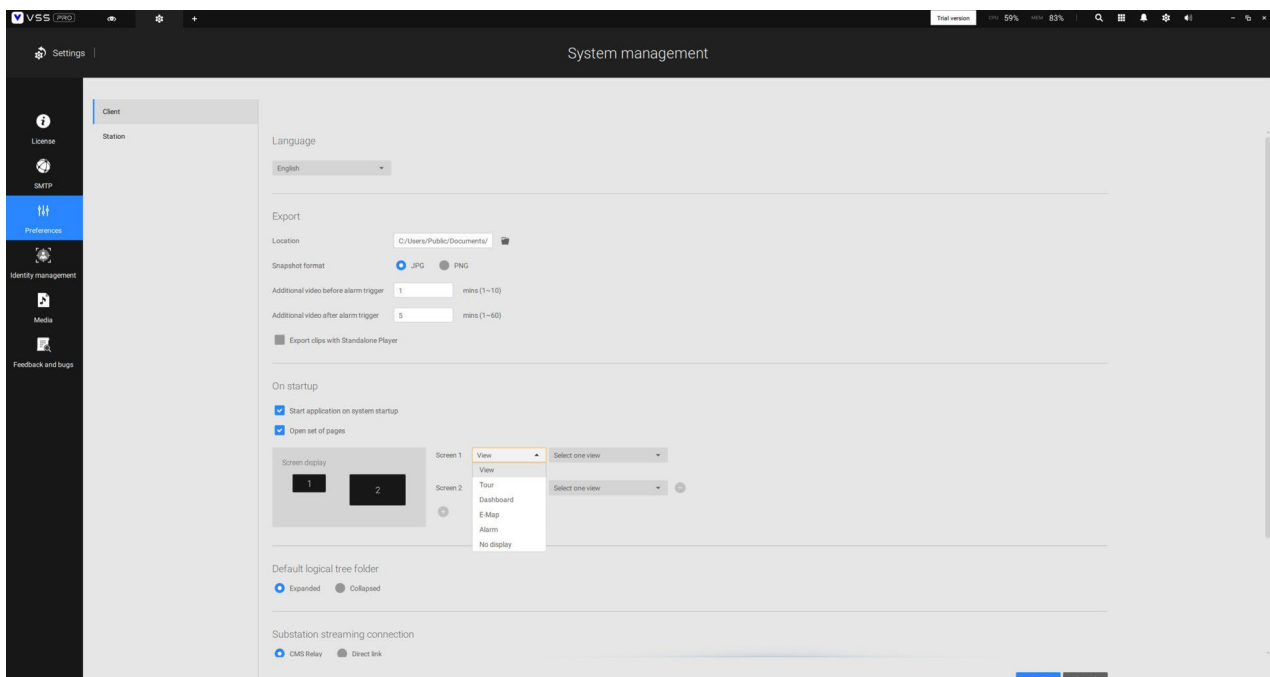 VSS PRO
Trial version CPU 59% MEM 83%
Settings
System management
License
SMTP
Preferences
Identity management
Media
Feedback and bugs
Client
Station
Language
English
Export
Location C:/Users/Public/Documents/
Snapshot format JPG PNG
Additional video before alarm trigger 1 mins (1~10)
Additional video after alarm trigger 5 mins (1~60)
Export clips with Standalone Player
On startup
Start application on system startup
Open set of pages
Screen display
1
2
Screen 1 View Select one view
View
Tour
Screen 2 Select one view
Dashboard
E-Map
Alarm
No display
Default logical tree folder
Expanded Collapsed
Substation streaming connection
CMS Relay Direct link